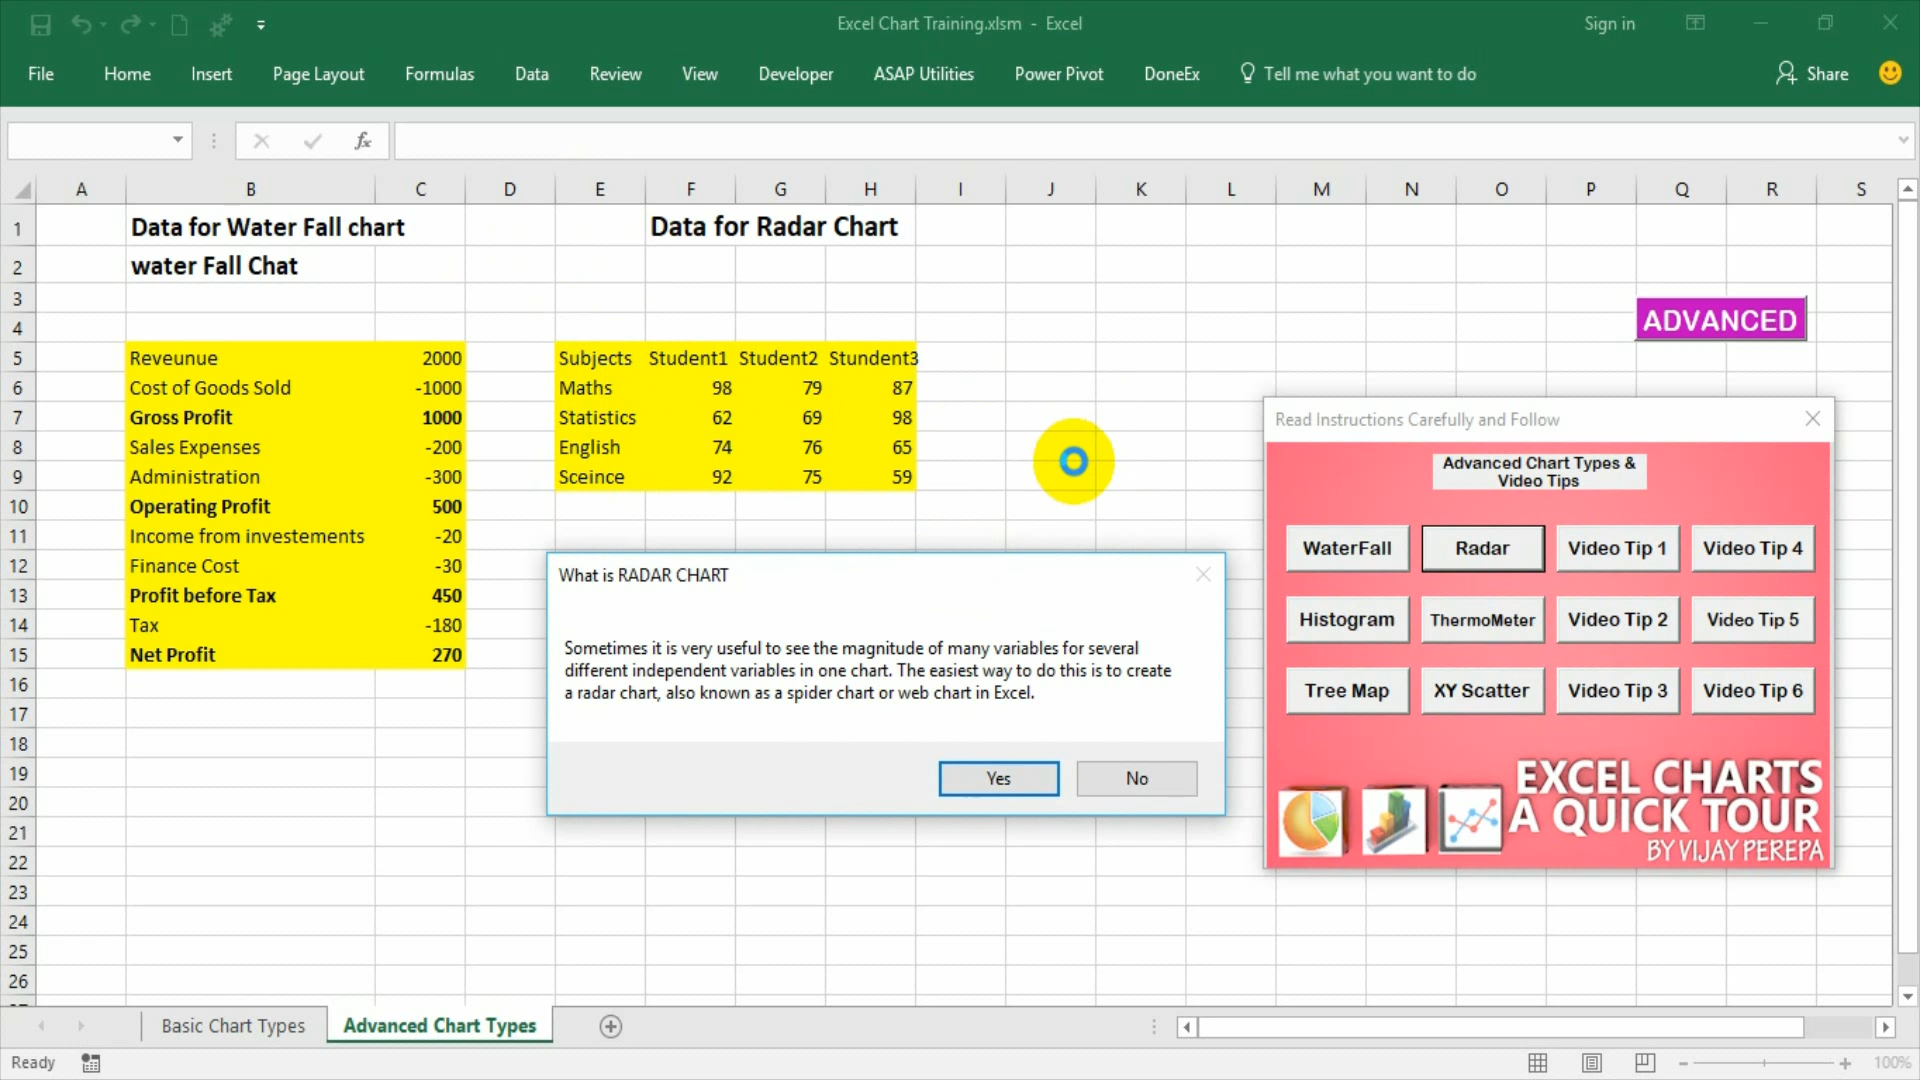 Excel Chart Training.xlsm - Excel
Sign in
File Home Insert Page Layout Formulas Data Review View Developer ASAP Utilities Power Pivot DoneEx Tell me what you want to do Share
fx
A B C D E F G H I J K L M N O P Q R S
1 Data for Water Fall chart Data for Radar Chart
2 water Fall Chat
3
4
ADVANCED
5 Reveunue 2000 Subjects Student1 Student2 Stundent3
6 Cost of Goods Sold -1000 Maths 98 79 87
7 Gross Profit 1000 Statistics 62 69 98
8 Sales Expenses -200 English 74 76 65
9 Administration -300 Sceince 92 75 59
10 Operating Profit 500
11 Income from investements -20
12 Finance Cost -30
13 Profit before Tax 450
14 Tax -180
15 Net Profit 270
16
17
18
19
20
21
22
23
24
25
26
What is RADAR CHART
Sometimes it is very useful to see the magnitude of many variables for several
different independent variables in one chart. The easiest way to do this is to create
a radar chart, also known as a spider chart or web chart in Excel.
Yes No
Read Instructions Carefully and Follow
Advanced Chart Types &
Video Tips
WaterFall Radar Video Tip 1 Video Tip 4
Histogram ThermoMeter Video Tip 2 Video Tip 5
Tree Map XY Scatter Video Tip 3 Video Tip 6
EXCEL CHARTS
A QUICK TOUR
BY VIJAY PEREPA
Basic Chart Types Advanced Chart Types
Ready
100%